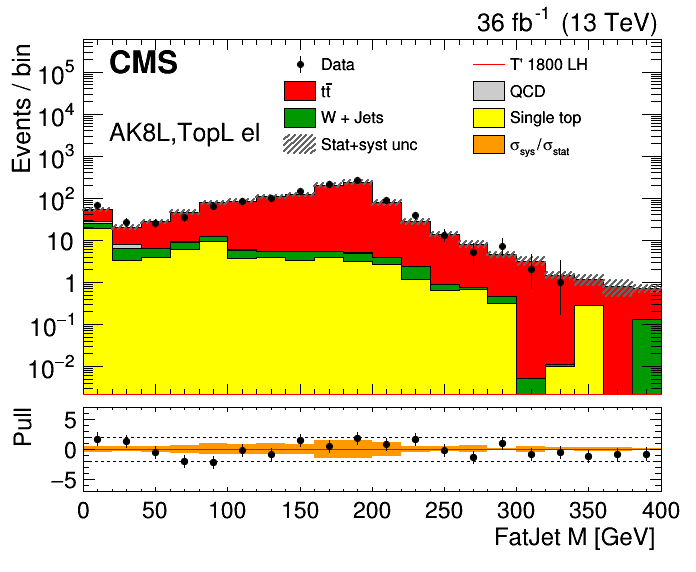 36 fb⁻¹ (13 TeV)
CMS
AK8L,TopL el
Data
tt̄
W + Jets
Stat+syst unc
T' 1800 LH
QCD
Single top
σsys/σstat
Events / bin
10⁵
10⁴
10³
10²
10
1
10⁻¹
10⁻²
Pull
5
0
−5
0 50 100 150 200 250 300 350 400
FatJet M [GeV]